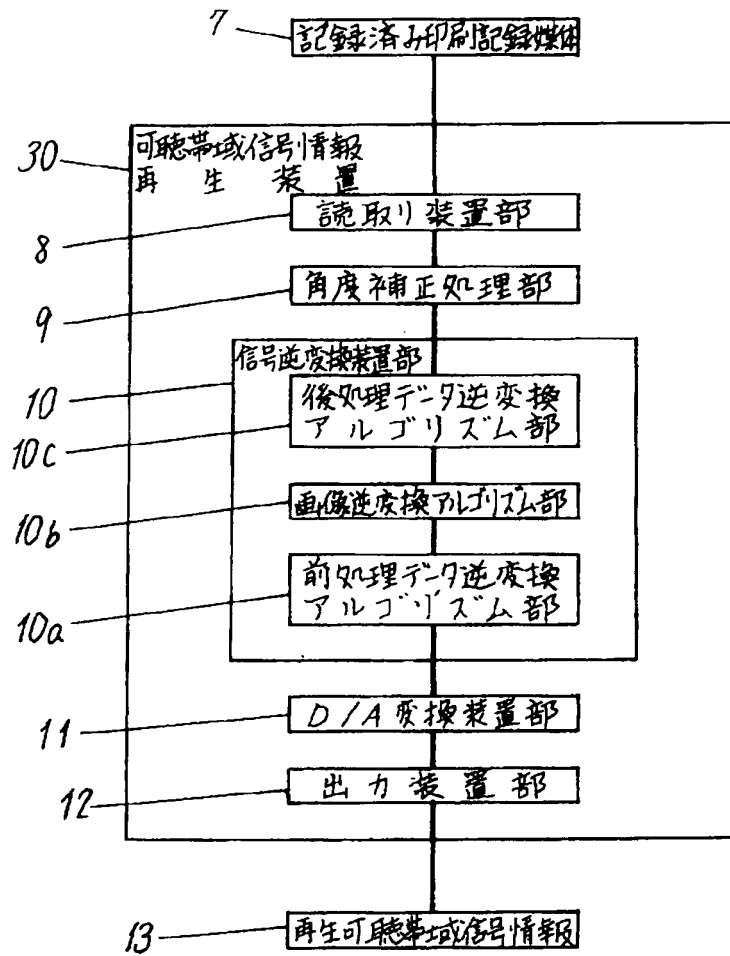 7
記録済み印刷記録媒体
30
可聴帯域信号情報
再生装置
8
読取り装置部
9
角度補正処理部
10
信号逆変換装置部
10c
後処理データ逆変換
アルゴリズム部
10b
画像逆変換アルゴリズム部
10a
前処理データ逆変換
アルゴリズム部
11
D/A変換装置部
12
出力装置部
13
再生可聴帯域信号情報